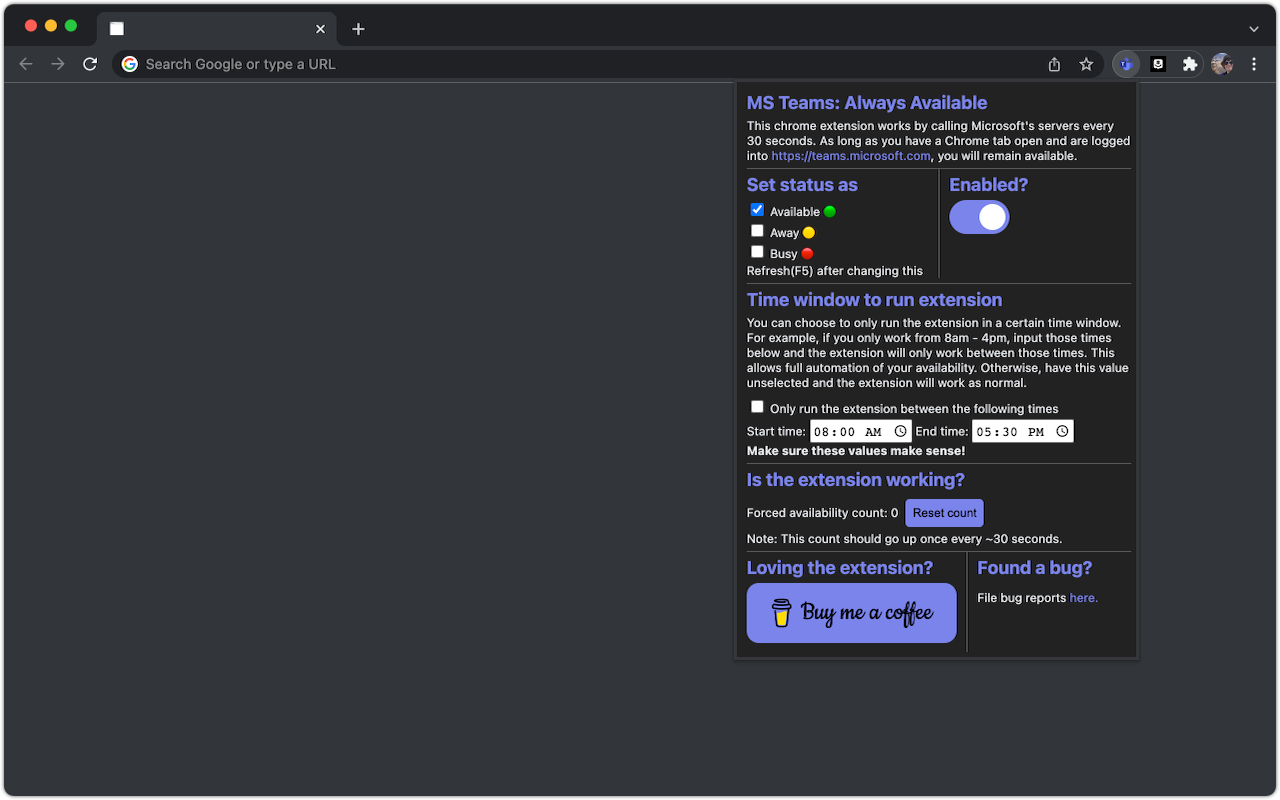 Search Google or type a URL
MS Teams: Always Available
This chrome extension works by calling Microsoft's servers every
30 seconds. As long as you have a Chrome tab open and are logged
into https://teams.microsoft.com, you will remain available.
Set status as
Available
Away
Busy
Refresh(F5) after changing this
Enabled?
Time window to run extension
You can choose to only run the extension in a certain time window.
For example, if you only work from 8am - 4pm, input those times
below and the extension will only work between those times. This
allows full automation of your availability. Otherwise, have this value
unselected and the extension will work as normal.
Only run the extension between the following times
Start time: 08:00 AM End time: 05:30 PM
Make sure these values make sense!
Is the extension working?
Forced availability count: 0 Reset count
Note: This count should go up once every ~30 seconds.
Loving the extension?
Buy me a coffee
Found a bug?
File bug reports here.